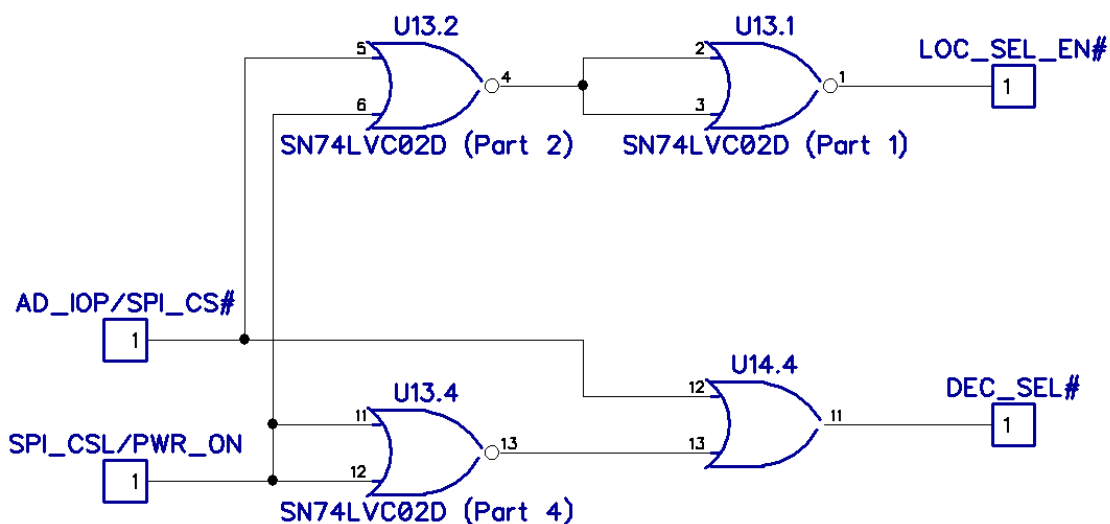 U13.2
U13.1
LOC_SEL_EN#
5
4
2
1
1
6
3
SN74LVC02D (Part 2)
SN74LVC02D (Part 1)
AD_IOP/SPI_CS#
1
U14.4
DEC_SEL#
U13.4
12
11
1
SPI_CSL/PWR_ON
11
13
13
1
12
SN74LVC02D (Part 4)